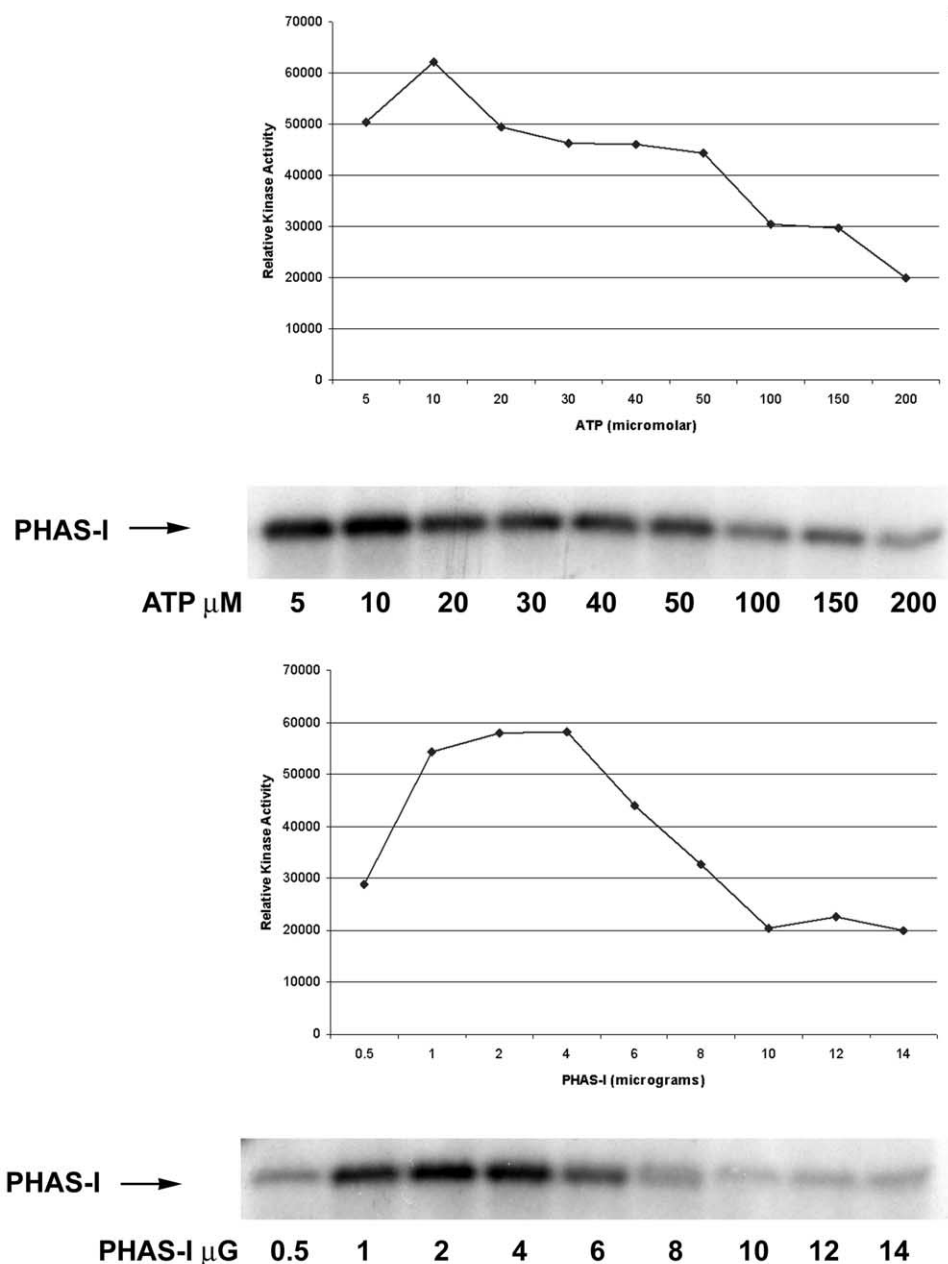 70000
60000
50000
40000
30000
20000
10000
0
Relative Kinase Activity
5 10 20 30 40 50 100 150 200
ATP (micromolar)
PHAS-I
ATP μM 5 10 20 30 40 50 100 150 200
70000
60000
50000
40000
30000
20000
10000
0
Relative Kinase Activity
0.5 1 2 4 6 8 10 12 14
PHAS-I (micrograms)
PHAS-I
PHAS-I μG 0.5 1 2 4 6 8 10 12 14